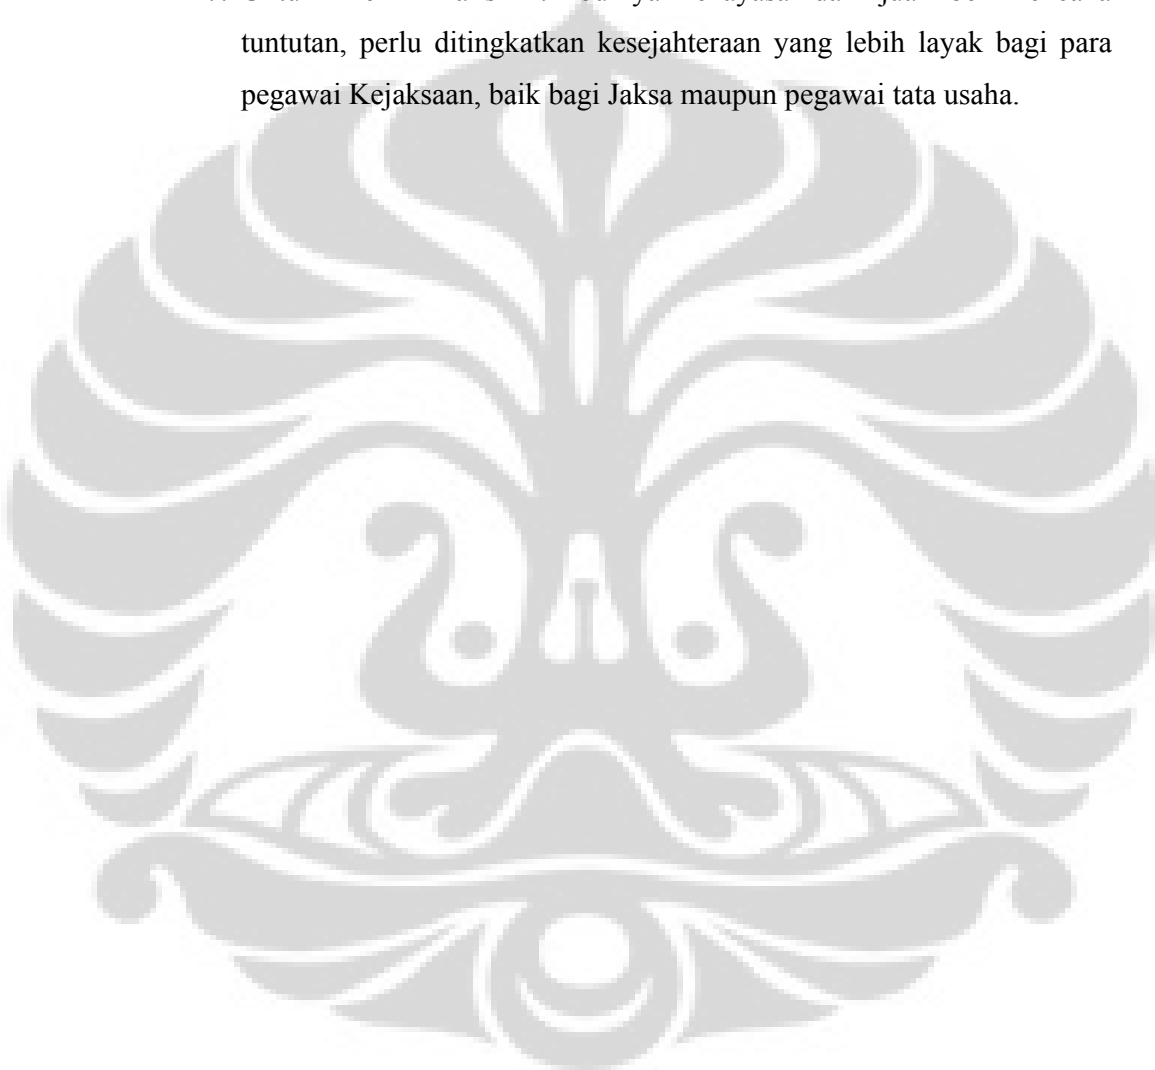 tuntutan, perlu ditingkatkan kesejahteraan yang lebih layak bagi para
pegawai Kejaksaan, baik bagi Jaksa maupun pegawai tata usaha.